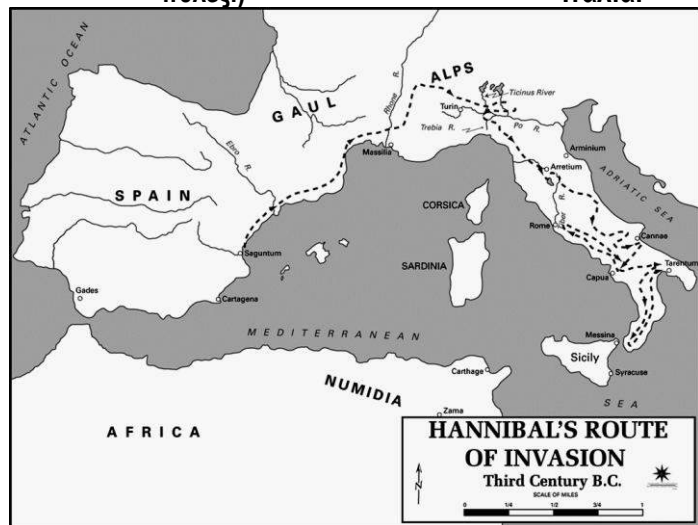 ATLANTIC OCEAN
GAUL
ALPS
Rhone R.
Turin
Ticinus River
Trebia R.
Po R.
Ebro R.
Massilia
Arminium
Arretium
ADRIATIC SEA
SPAIN
CORSICA
Tiber R.
Rome
Cannae
Saguntum
SARDINIA
Capua
Tarentum
Gades
Cartagena
MEDITERRANEAN
Messina
Sicily
Carthage
Syracuse
NUMIDIA
SEA
Zama
AFRICA
HANNIBAL'S ROUTE
OF INVASION
Third Century B.C.
SCALE OF MILES
0 1/4 1/2 3/4 1